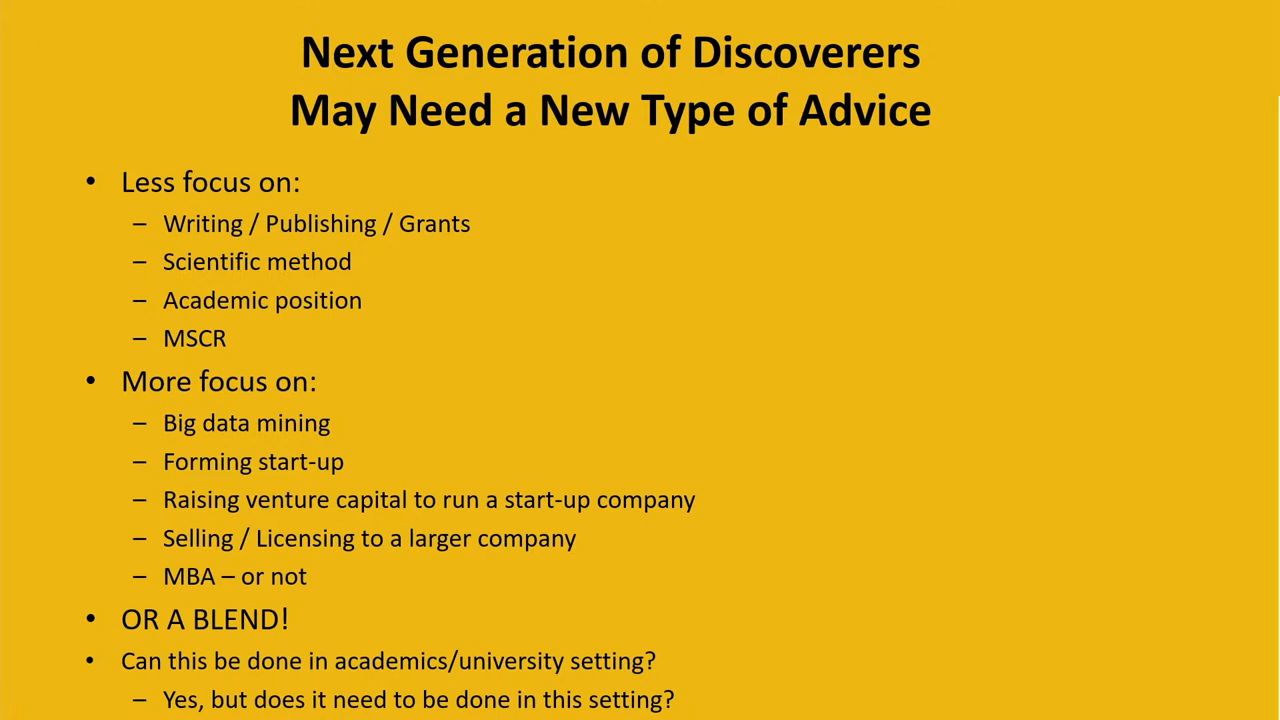 Next Generation of Discoverers
May Need a New Type of Advice
• Less focus on:
– Writing / Publishing / Grants
– Scientific method
– Academic position
– MSCR
• More focus on:
– Big data mining
– Forming start-up
– Raising venture capital to run a start-up company
– Selling / Licensing to a larger company
– MBA – or not
• OR A BLEND!
• Can this be done in academics/university setting?
– Yes, but does it need to be done in this setting?